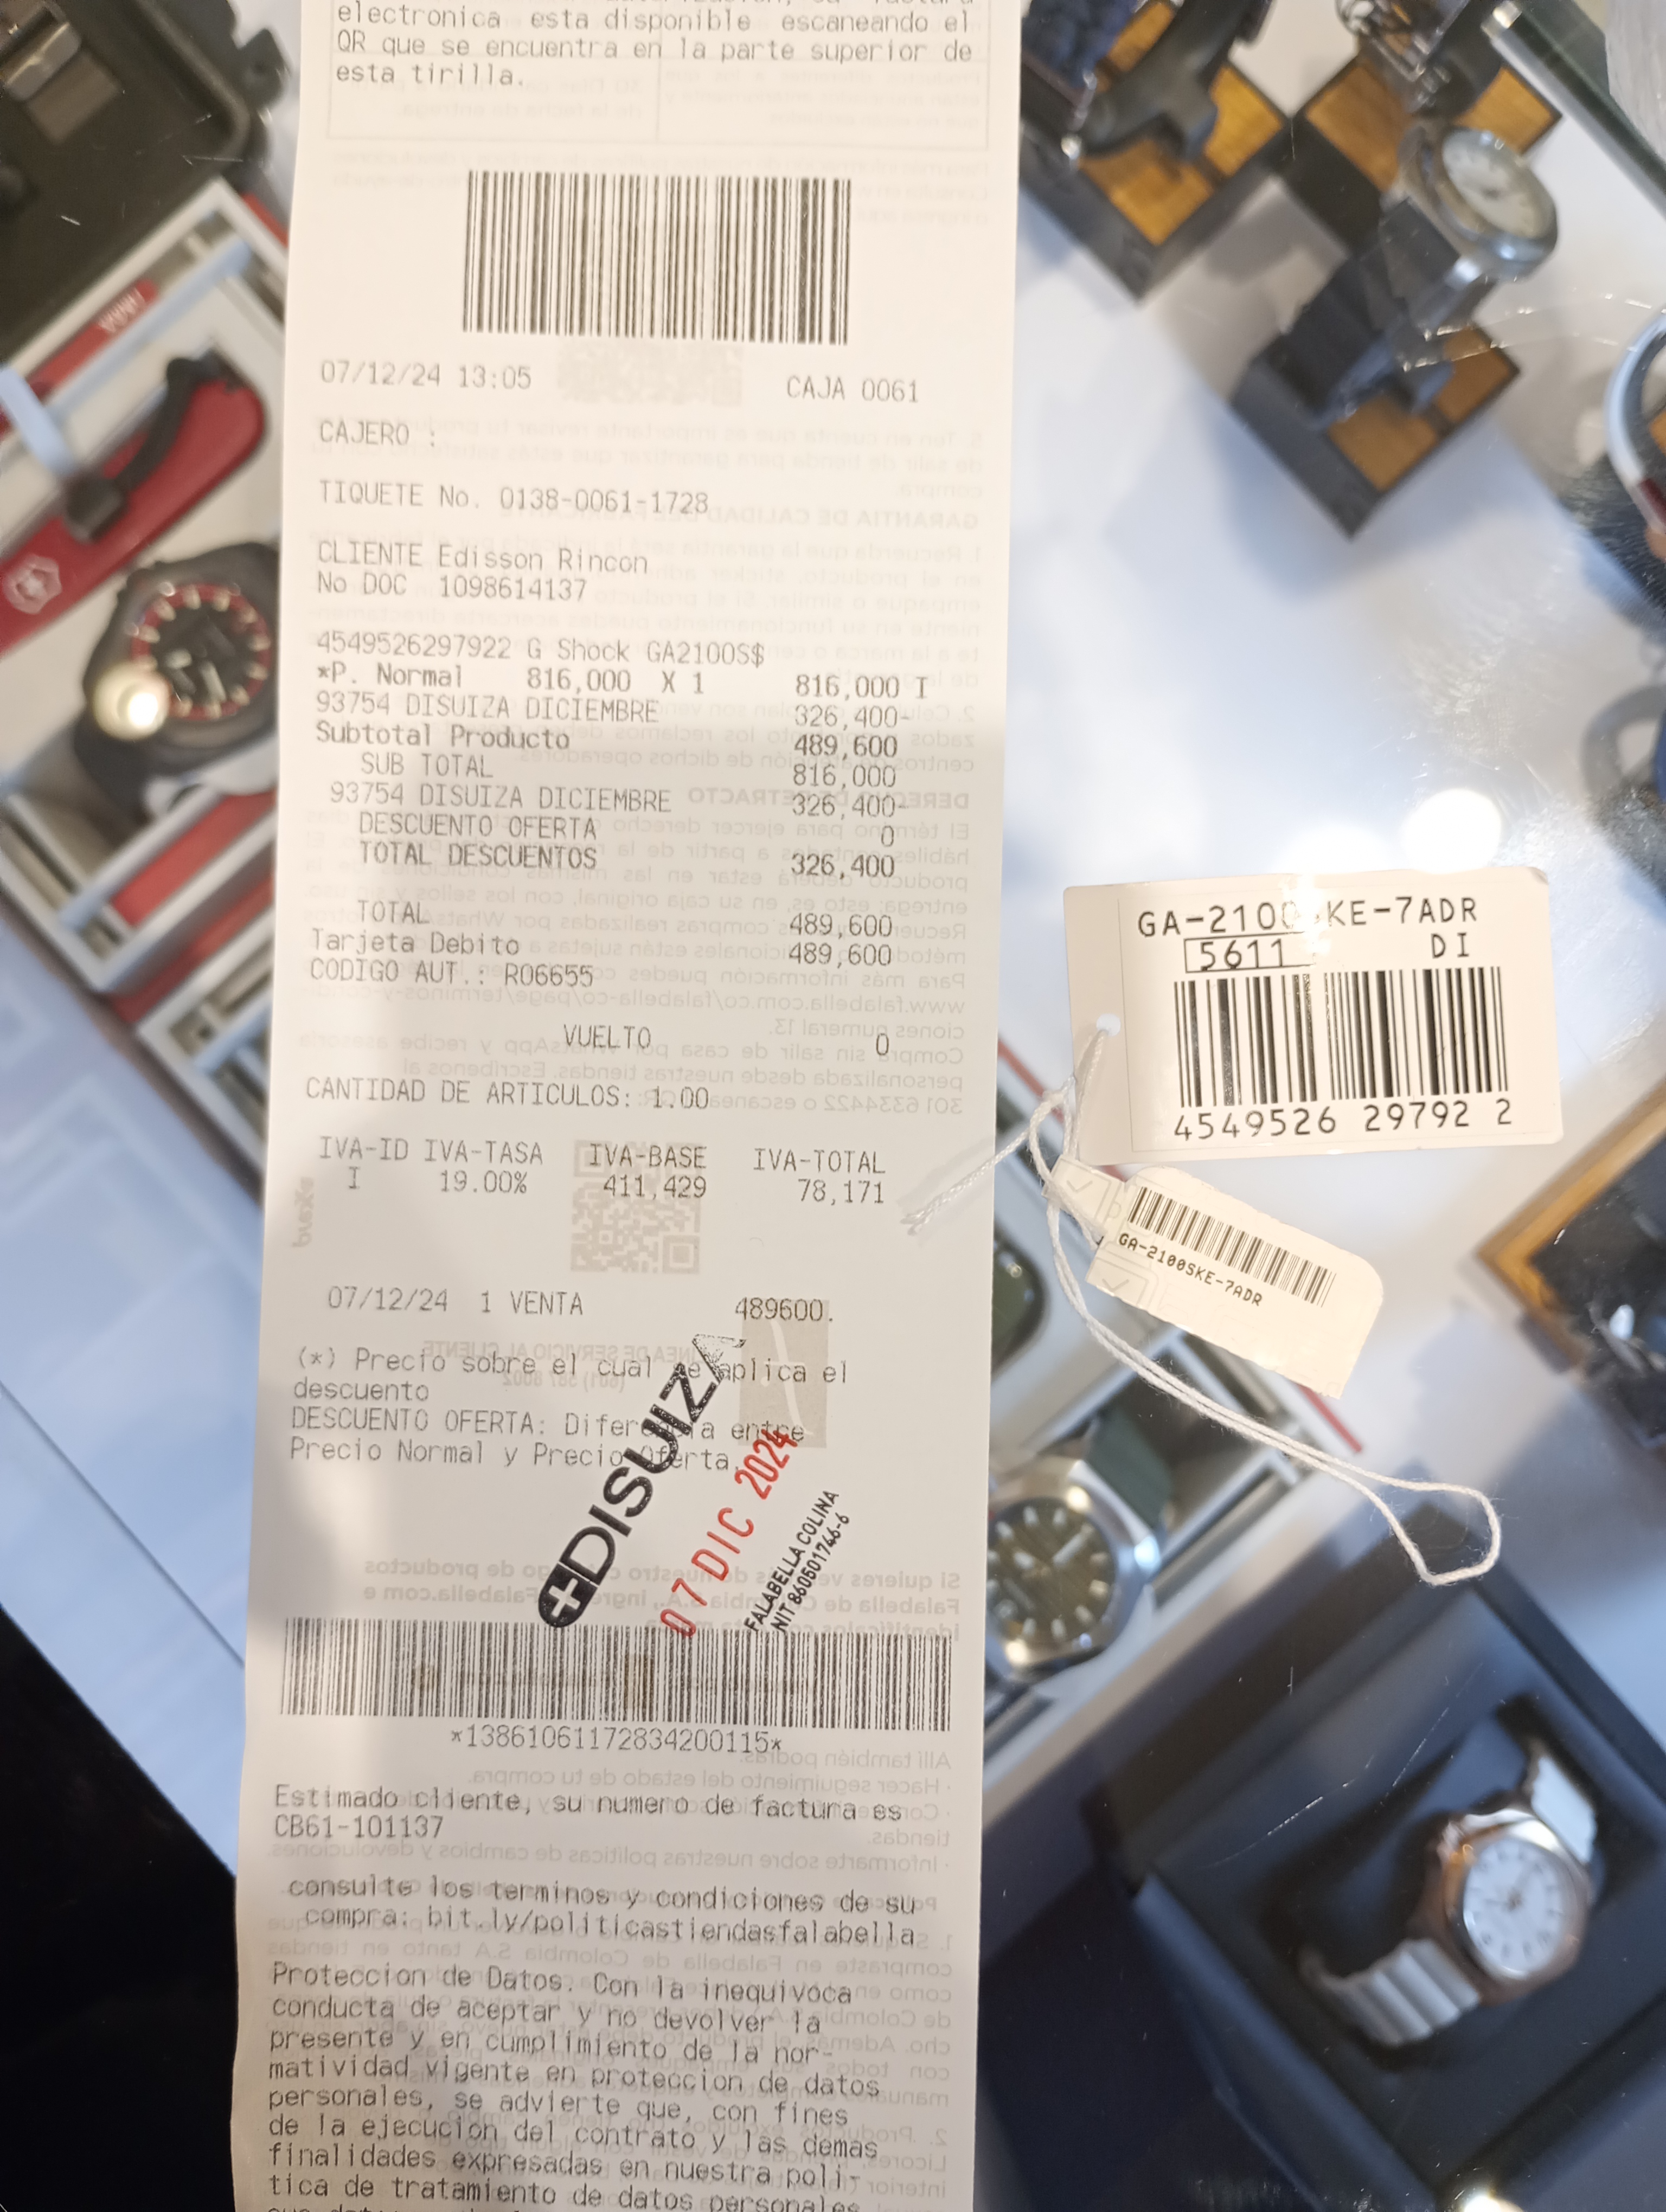 electronica esta disponible escaneando el
QR que se encuentra en la parte superior de
esta tirilla.
07/12/24 13:05 CAJA 0061
CAJERO :
TIQUETE No. 0138-0061-1728
CLIENTE Edisson Rincon
No DOC 1098614137
4549526297922 G Shock GA2100S$
*P. Normal 816,000 X 1 816,000 I
93754 DISUIZA DICIEMBRE 326,400-
Subtotal Producto 489,600
SUB TOTAL 816,000
93754 DISUIZA DICIEMBRE 326,400-
DESCUENTO OFERTA 0
TOTAL DESCUENTOS 326,400
TOTAL 489,600
Tarjeta Debito 489,600
CODIGO AUT.: R06655
VUELTO 0
CANTIDAD DE ARTICULOS: 1.00
IVA-ID IVA-TASA IVA-BASE IVA-TOTAL
I 19.00% 411,429 78,171
07/12/24 1 VENTA 489600.
(*) Precio sobre el cual se aplica el
descuento
DESCUENTO OFERTA: Diferencia entre
Precio Normal y Precio Oferta.
DISUIZA
07 DIC 2024
FALABELLA COLINA
NIT 860501746-6
*13861061172834200115*
Estimado cliente, su numero de factura es
CB61-101137
consulte los terminos y condiciones de su
compra: bit.ly/politicastiendasfalabella
Proteccion de Datos. Con la inequivoca
conducta de aceptar y no devolver la
presente y en cumplimiento de la nor-
matividad vigente en proteccion de datos
personales, se advierte que, con fines
de la ejecucion del contrato y las demas
finalidades expresadas en nuestra poli-
tica de tratamiento de datos personales
GA-2100SKE-7ADR
5611 DI
4549526 29792 2
GA-2100SKE-7ADR